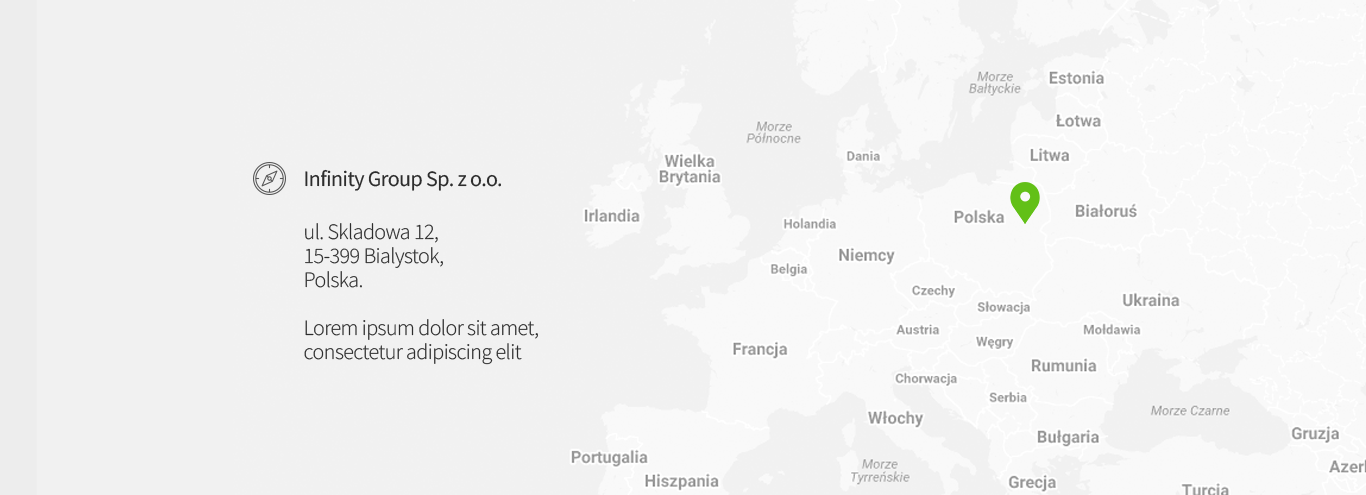 Infinity Group Sp. z o.o.
ul. Skladowa 12,
15-399 Bialystok,
Polska.
Lorem ipsum dolor sit amet,
consectetur adipiscing elit
Morze
Bałtyckie
Estonia
Łotwa
Morze
Północne
Dania
Litwa
Wielka
Brytania
Irlandia
Holandia
Polska
Białoruś
Belgia
Niemcy
Czechy
Słowacja
Ukraina
Austria
Węgry
Mołdawia
Francja
Rumunia
Chorwacja
Serbia
Włochy
Morze Czarne
Bułgaria
Gruzja
Portugalia
Hiszpania
Morze
Tyrreńskie
Grecja
Turcja
Azerb